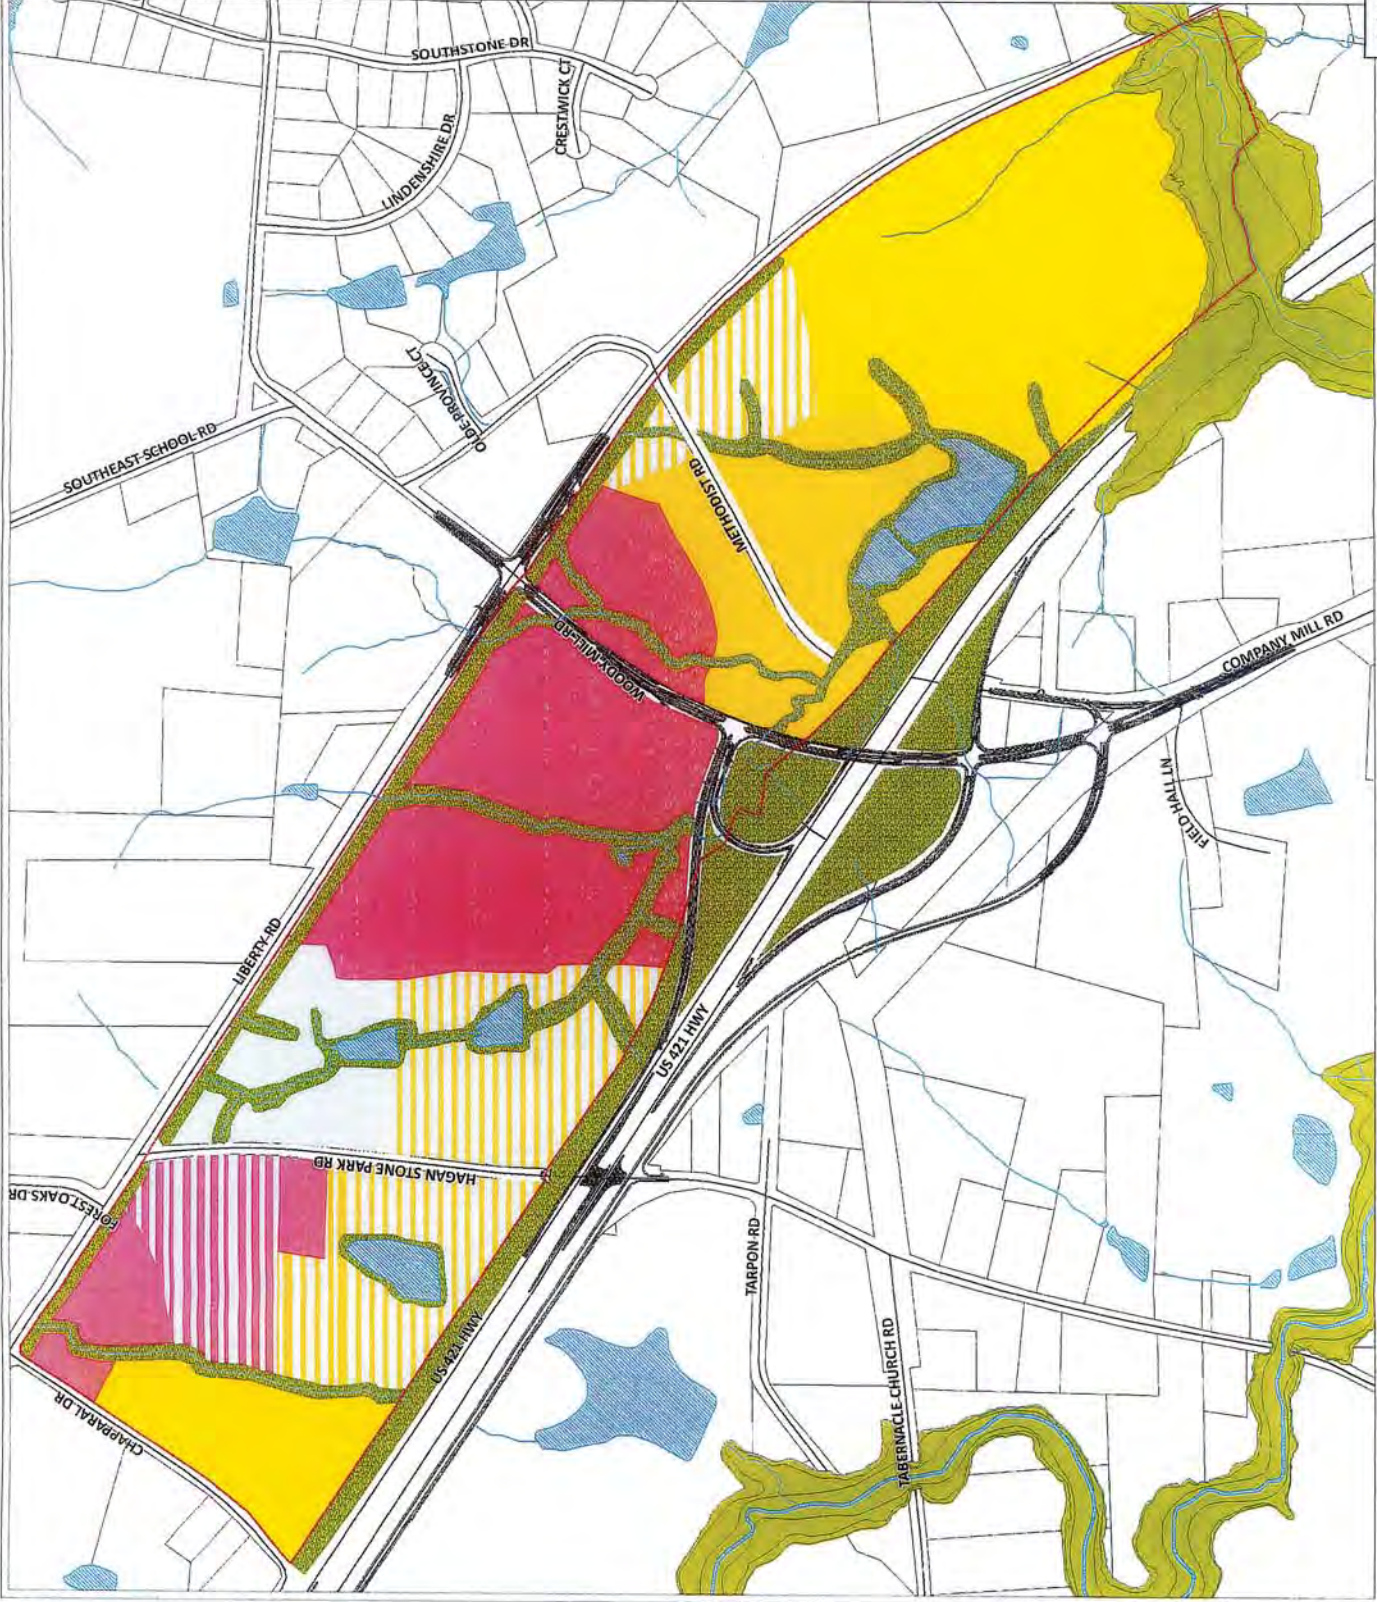 SOUTHSTONE DR
CRESTWICK CT
LINDENSHIRE DR
OLDE PROVINCE CT
SOUTHEAST SCHOOL RD
METHODIST RD
WOODY MILL RD
COMPANY MILL RD
FIELD HALL LN
LIBERTY RD
US 421 HWY
HAGAN STONE PARK RD
FOREST OAKS DR
TARPON RD
US 421 HWY
TABERNACLE CHURCH RD
CHAPPARAL DR